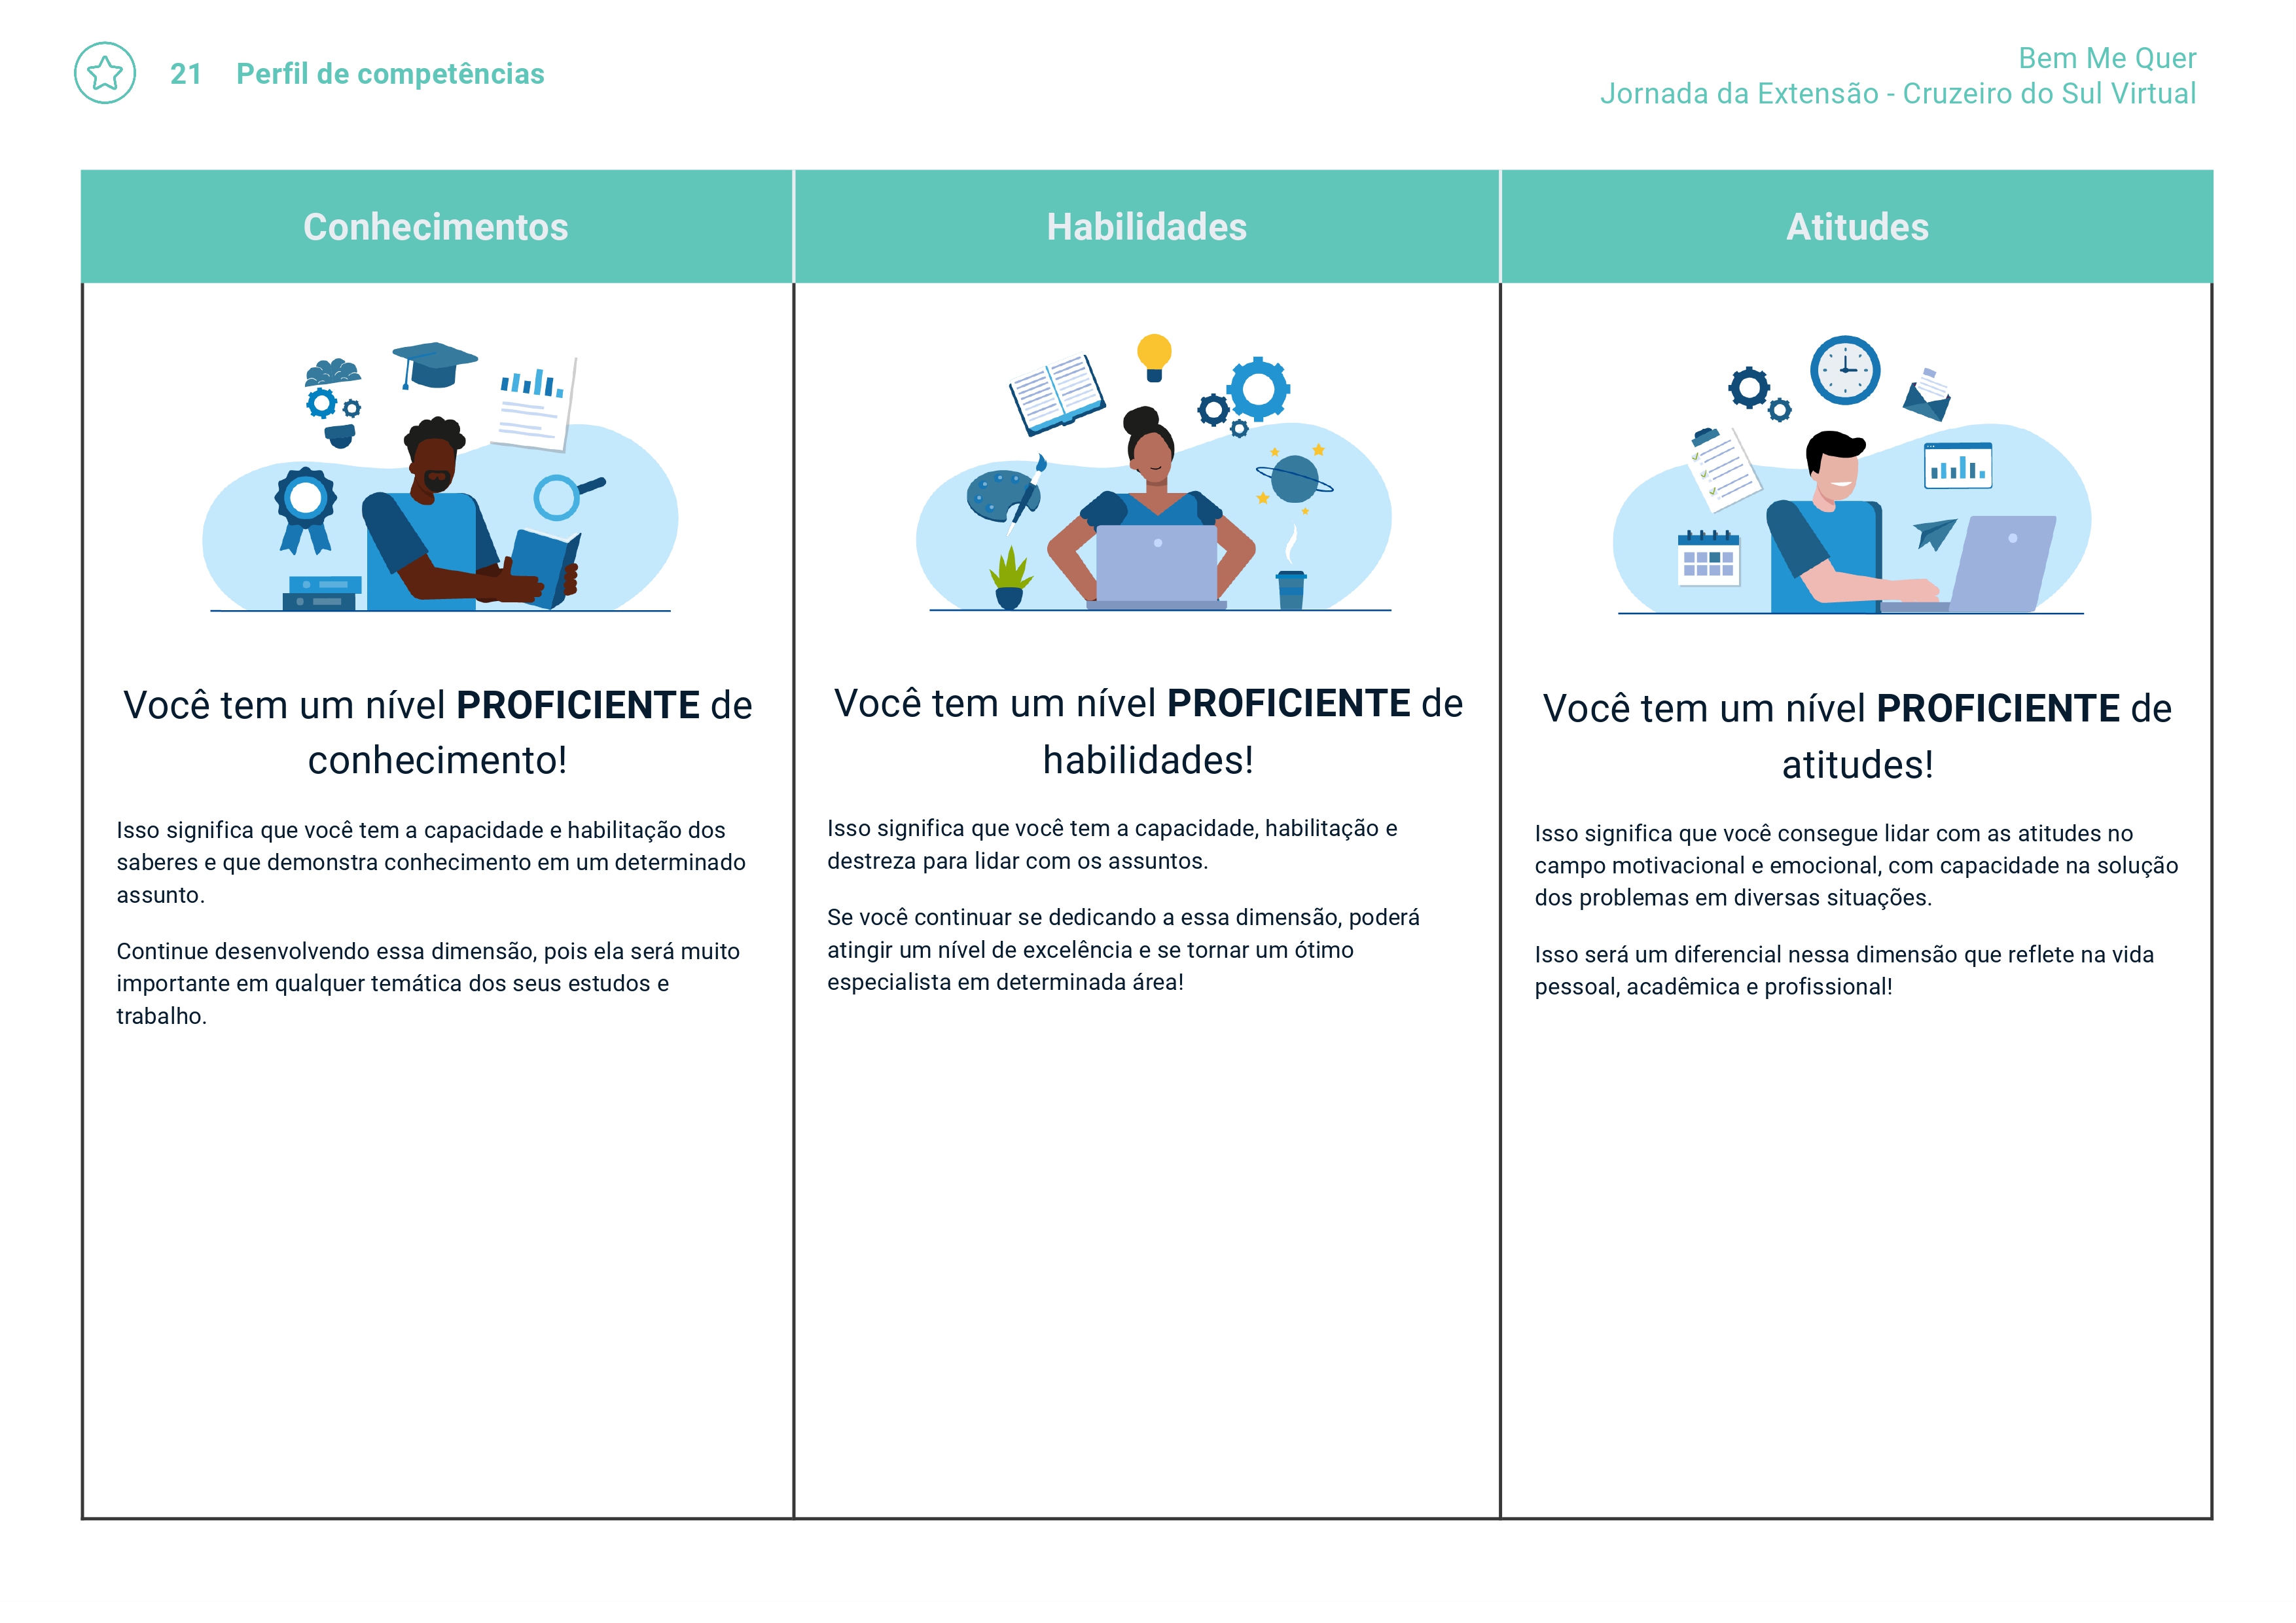 21 Perfil de competências
Bem Me Quer
Jornada da Extensão - Cruzeiro do Sul Virtual
Conhecimentos
Você tem um nível PROFICIENTE de
conhecimento!
Isso significa que você tem a capacidade e habilitação dos
saberes e que demonstra conhecimento em um determinado
assunto.
Continue desenvolvendo essa dimensão, pois ela será muito
importante em qualquer temática dos seus estudos e
trabalho.
Habilidades
Você tem um nível PROFICIENTE de
habilidades!
Isso significa que você tem a capacidade, habilitação e
destreza para lidar com os assuntos.
Se você continuar se dedicando a essa dimensão, poderá
atingir um nível de excelência e se tornar um ótimo
especialista em determinada área!
Atitudes
Você tem um nível PROFICIENTE de
atitudes!
Isso significa que você consegue lidar com as atitudes no
campo motivacional e emocional, com capacidade na solução
dos problemas em diversas situações.
Isso será um diferencial nessa dimensão que reflete na vida
pessoal, acadêmica e profissional!